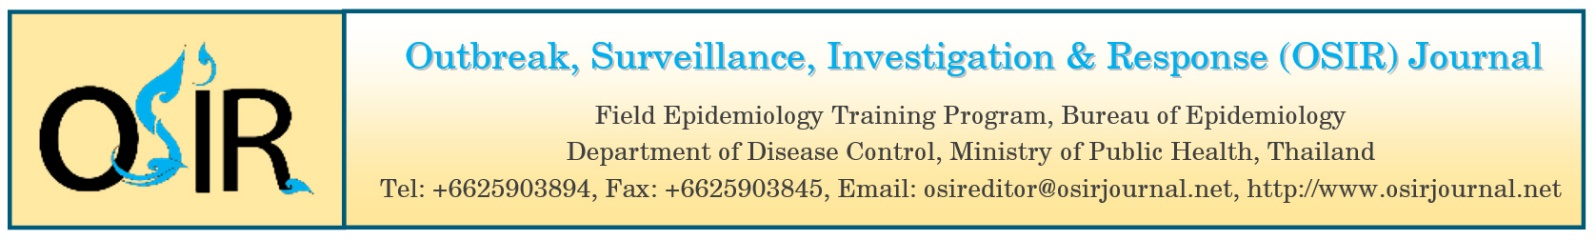 OSIR
Outbreak, Surveillance, Investigation & Response (OSIR) Journal
Field Epidemiology Training Program, Bureau of Epidemiology
Department of Disease Control, Ministry of Public Health, Thailand
Tel: +6625903894, Fax: +6625903845, Email: osireditor@osirjournal.net, http://www.osirjournal.net